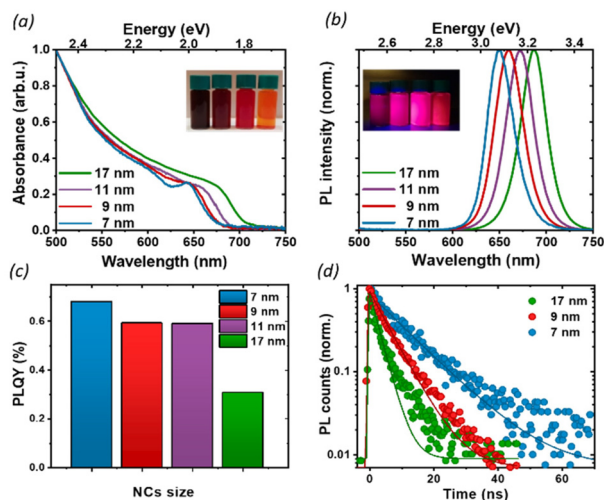 (a)
Energy (eV)
2.4 2.2 2.0 1.8
Absorbance (arb.u.)
1.0
0.8
0.6
0.4
0.2
0.0
17 nm
11 nm
9 nm
7 nm
500 550 600 650 700 750
Wavelength (nm)
(b)
Energy (eV)
2.6 2.8 3.0 3.2 3.4
PL intensity (norm.)
17 nm
11 nm
9 nm
7 nm
500 550 600 650 700 750
Wavelength (nm)
(c)
PLQY (%)
0.6
0.4
0.2
0.0
7 nm
9 nm
11 nm
17 nm
NCs size
(d)
PL counts (norm.)
1
0.1
0.01
17 nm
9 nm
7 nm
0 20 40 60
Time (ns)